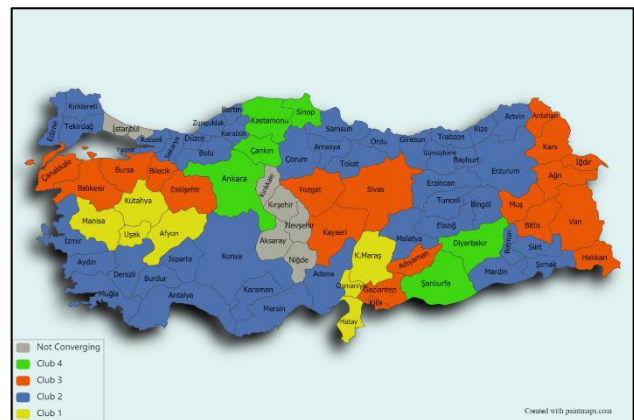 Kırklareli
Edirne
Tekirdağ
İstanbul
Kocaeli
Yalova
Sakarya
Düzce
Zonguldak
Bartın
Karabük
Bolu
Kastamonu
Sinop
Çankırı
Samsun
Ordu
Giresun
Trabzon
Rize
Artvin
Ardahan
Kars
Iğdır
Ağrı
Çorum
Amasya
Tokat
Gümüşhane
Bayburt
Erzurum
Çanakkale
Balıkesir
Bursa
Bilecik
Eskişehir
Ankara
Kırıkkale
Kırşehir
Yozgat
Sivas
Erzincan
Tunceli
Bingöl
Muş
Bitlis
Van
Hakkari
Kütahya
Manisa
Uşak
Afyon
Nevşehir
Aksaray
Niğde
Kayseri
Malatya
Elazığ
Diyarbakır
Batman
Siirt
Şırnak
Mardin
İzmir
Aydın
Muğla
Denizli
Burdur
Isparta
Antalya
Konya
Karaman
Mersin
Adana
K.Maraş
Osmaniye
Hatay
Adıyaman
Gaziantep
Kilis
Şanlıurfa
Not Converging
Club 4
Club 3
Club 2
Club 1
Created with paintmaps.com